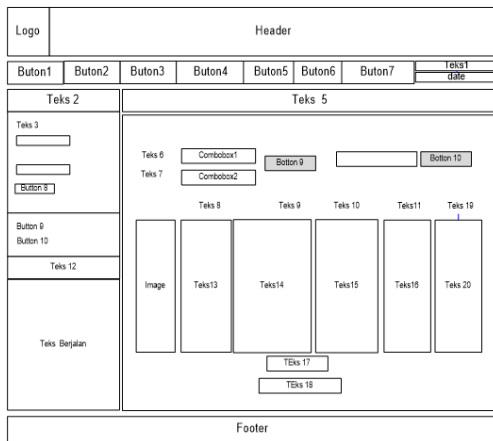 Logo
Header
Buton1 Buton2 Buton3 Buton4 Buton5 Buton6 Buton7
Teks1
date
Teks 2
Teks 5
Teks 3
Button 8
Button 9
Button 10
Teks 12
Teks Berjalan
Teks 6 Combobox1 Botton 9 Botton 10
Teks 7 Combobox2
Teks 8 Teks 9 Teks 10 Teks11 Teks 19
Image Teks13 Teks14 Teks15 Teks16 Teks 20
TEks 17
TEks 18
Footer